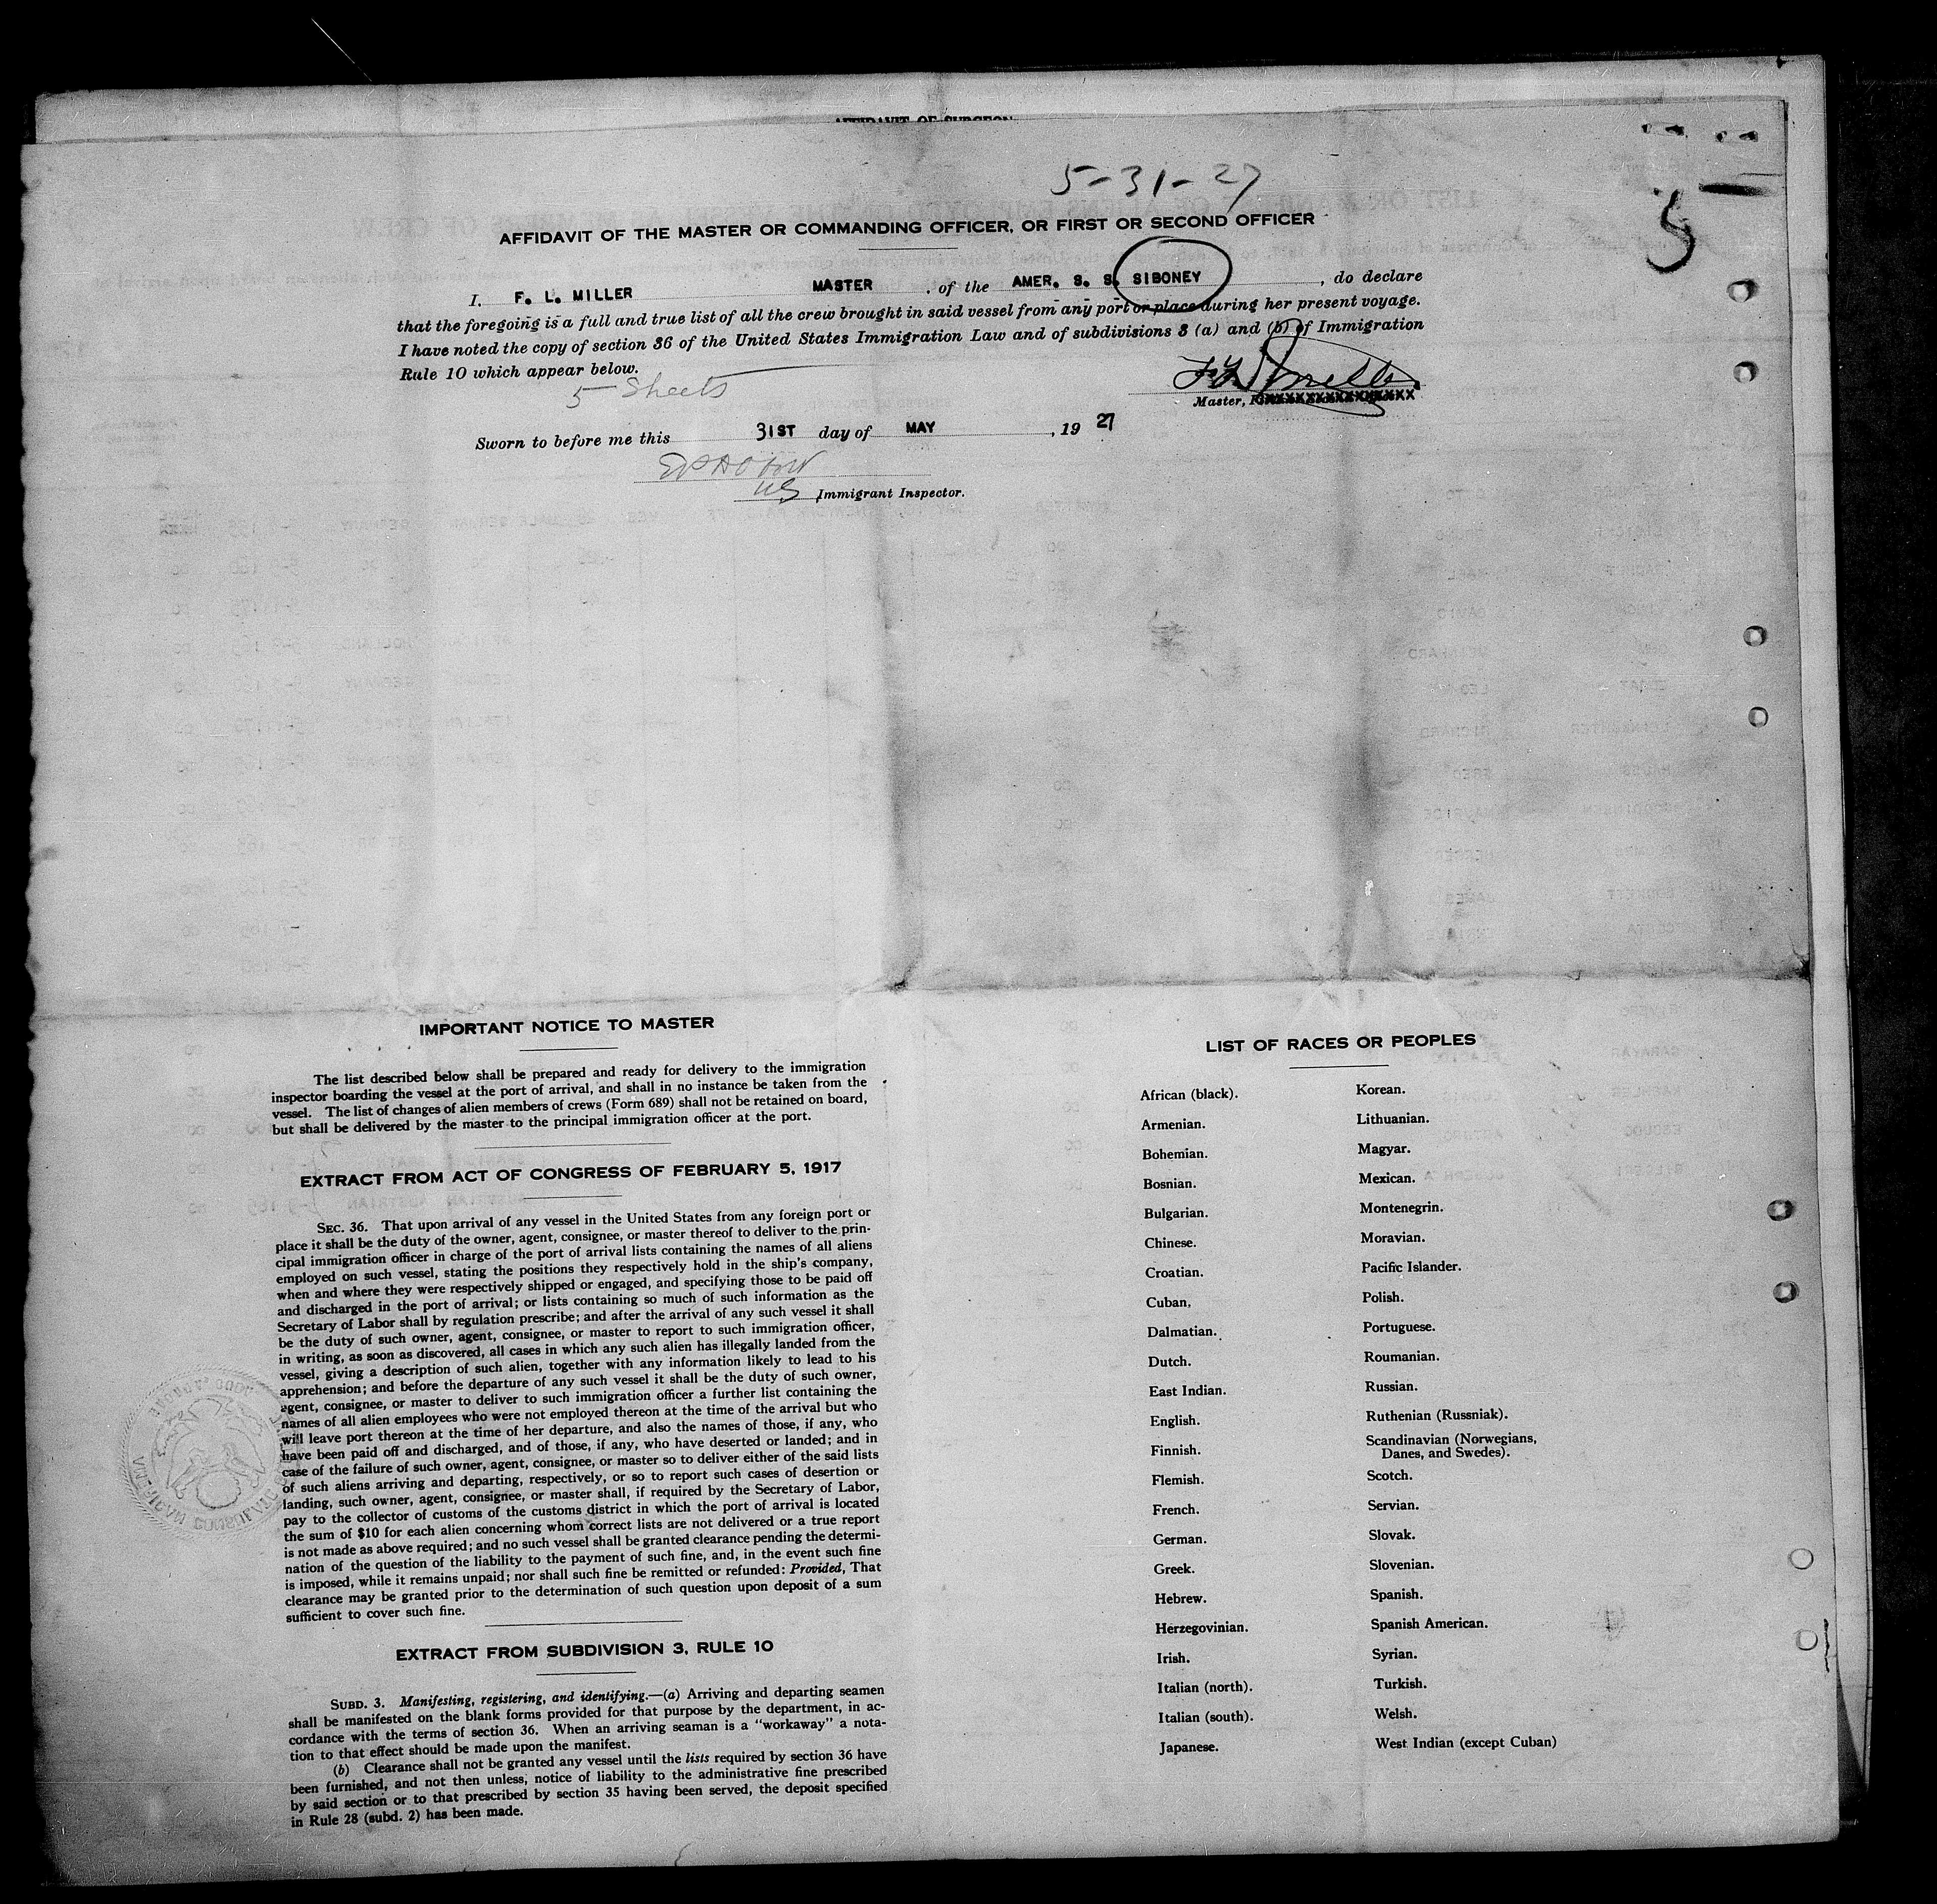 AFFIDAVIT OF SURGEON
5-31-27
5
AFFIDAVIT OF THE MASTER OR COMMANDING OFFICER, OR FIRST OR SECOND OFFICER
I, F. L. MILLER MASTER, of the AMER. S. S. SIBONEY, do declare
that the foregoing is a full and true list of all the crew brought in said vessel from any port or place during her present voyage.
I have noted the copy of section 36 of the United States Immigration Law and of subdivisions 3 (a) and (b) of Immigration
Rule 10 which appear below.
5 Sheets
F L Miller
Master,
Sworn to before me this 31ST day of MAY, 19 27
US Immigrant Inspector.
IMPORTANT NOTICE TO MASTER
The list described below shall be prepared and ready for delivery to the immigration
inspector boarding the vessel at the port of arrival, and shall in no instance be taken from the
vessel. The list of changes of alien members of crews (Form 689) shall not be retained on board,
but shall be delivered by the master to the principal immigration officer at the port.
EXTRACT FROM ACT OF CONGRESS OF FEBRUARY 5, 1917
SEC. 36. That upon arrival of any vessel in the United States from any foreign port or
place it shall be the duty of the owner, agent, consignee, or master thereof to deliver to the prin-
cipal immigration officer in charge of the port of arrival lists containing the names of all aliens
employed on such vessel, stating the positions they respectively hold in the ship's company,
when and where they were respectively shipped or engaged, and specifying those to be paid off
and discharged in the port of arrival; or lists containing so much of such information as the
Secretary of Labor shall by regulation prescribe; and after the arrival of any such vessel it shall
be the duty of such owner, agent, consignee, or master to report to such immigration officer,
in writing, as soon as discovered, all cases in which any such alien has illegally landed from the
vessel, giving a description of such alien, together with any information likely to lead to his
apprehension; and before the departure of any such vessel it shall be the duty of such owner,
agent, consignee, or master to deliver to such immigration officer a further list containing the
names of all alien employees who were not employed thereon at the time of the arrival but who
will leave port thereon at the time of her departure, and also the names of those, if any, who
have been paid off and discharged, and of those, if any, who have deserted or landed; and in
case of the failure of such owner, agent, consignee, or master so to deliver either of the said lists
of such aliens arriving and departing, respectively, or so to report such cases of desertion or
landing, such owner, agent, consignee, or master shall, if required by the Secretary of Labor,
pay to the collector of customs of the customs district in which the port of arrival is located
the sum of $10 for each alien concerning whom correct lists are not delivered or a true report
is not made as above required; and no such vessel shall be granted clearance pending the determi-
nation of the question of the liability to the payment of such fine, and, in the event such fine
is imposed, while it remains unpaid; nor shall such fine be remitted or refunded: Provided, That
clearance may be granted prior to the determination of such question upon deposit of a sum
sufficient to cover such fine.
EXTRACT FROM SUBDIVISION 3, RULE 10
SUBD. 3. Manifesting, registering, and identifying.—(a) Arriving and departing seamen
shall be manifested on the blank forms provided for that purpose by the department, in ac-
cordance with the terms of section 36. When an arriving seaman is a "workaway" a nota-
tion to that effect should be made upon the manifest.
(b) Clearance shall not be granted any vessel until the lists required by section 36 have
been furnished, and not then unless, notice of liability to the administrative fine prescribed
by said section or to that prescribed by section 35 having been served, the deposit specified
in Rule 28 (subd. 2) has been made.
LIST OF RACES OR PEOPLES
African (black).
Armenian.
Bohemian.
Bosnian.
Bulgarian.
Chinese.
Croatian.
Cuban,
Dalmatian.
Dutch.
East Indian.
English.
Finnish.
Flemish.
French.
German.
Greek.
Hebrew.
Herzegovinian.
Irish.
Italian (north).
Italian (south).
Japanese.
Korean.
Lithuanian.
Magyar.
Mexican.
Montenegrin.
Moravian.
Pacific Islander.
Polish.
Portuguese.
Roumanian.
Russian.
Ruthenian (Russniak).
Scandinavian (Norwegians,
Danes, and Swedes).
Scotch.
Servian.
Slovak.
Slovenian.
Spanish.
Spanish American.
Syrian.
Turkish.
Welsh.
West Indian (except Cuban)